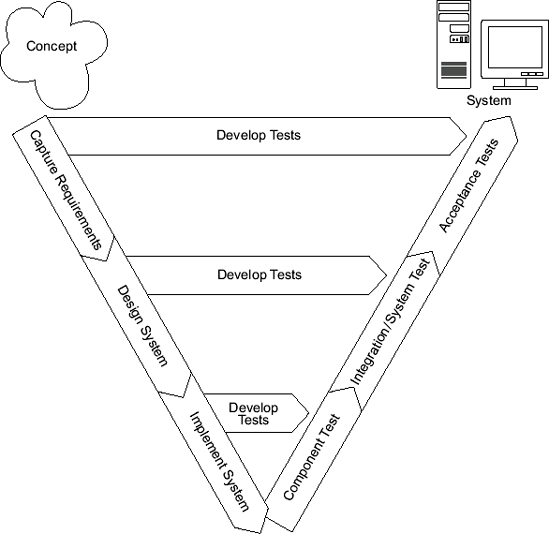 Concept
System
Develop Tests
Capture Requirements
Acceptance Tests
Develop Tests
Design System
Integration/System Test
Develop
Tests
Implement System
Component Test